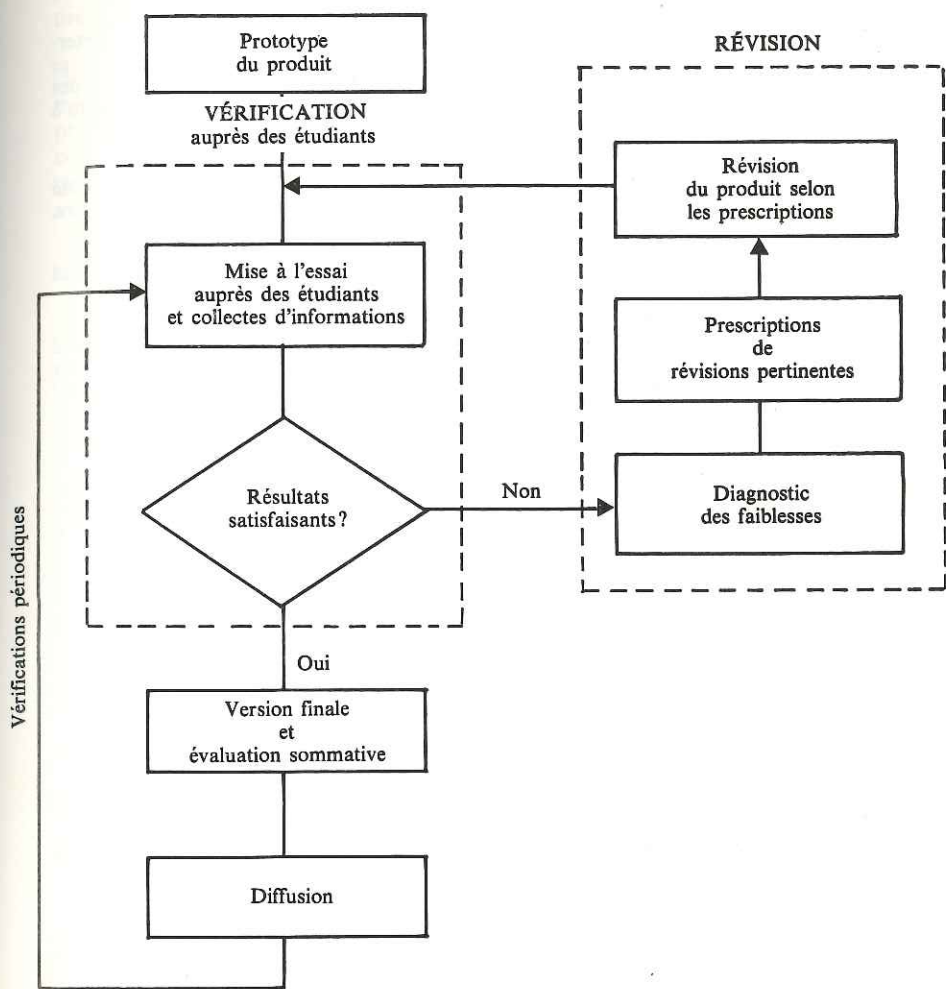 Prototype
du produit
VÉRIFICATION
auprès des étudiants
Mise à l'essai
auprès des étudiants
et collectes d'informations
Résultats
satisfaisants?
Non
Oui
Version finale
et
évaluation sommative
Diffusion
Vérifications périodiques
RÉVISION
Révision
du produit selon
les prescriptions
Prescriptions
de
révisions pertinentes
Diagnostic
des faiblesses